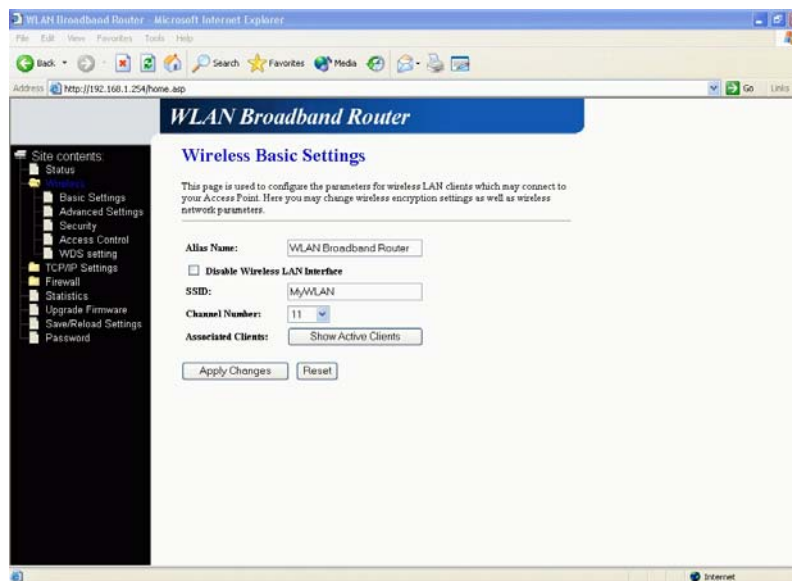 WLAN Broadband Router - Microsoft Internet Explorer
File Edit View Favorites Tools Help
Back Search Favorites Media
Address http://192.168.1.254/home.asp Go Links
WLAN Broadband Router
Site contents:
Status
Wireless
Basic Settings
Advanced Settings
Security
Access Control
WDS setting
TCP/IP Settings
Firewall
Statistics
Upgrade Firmware
Save/Reload Settings
Password
Wireless Basic Settings
This page is used to configure the parameters for wireless LAN clients which may connect to
your Access Point. Here you may change wireless encryption settings as well as wireless
network parameters.
Alias Name: WLAN Broadband Router
Disable Wireless LAN Interface
SSID: MyWLAN
Channel Number: 11
Associated Clients: Show Active Clients
Apply Changes Reset
Internet